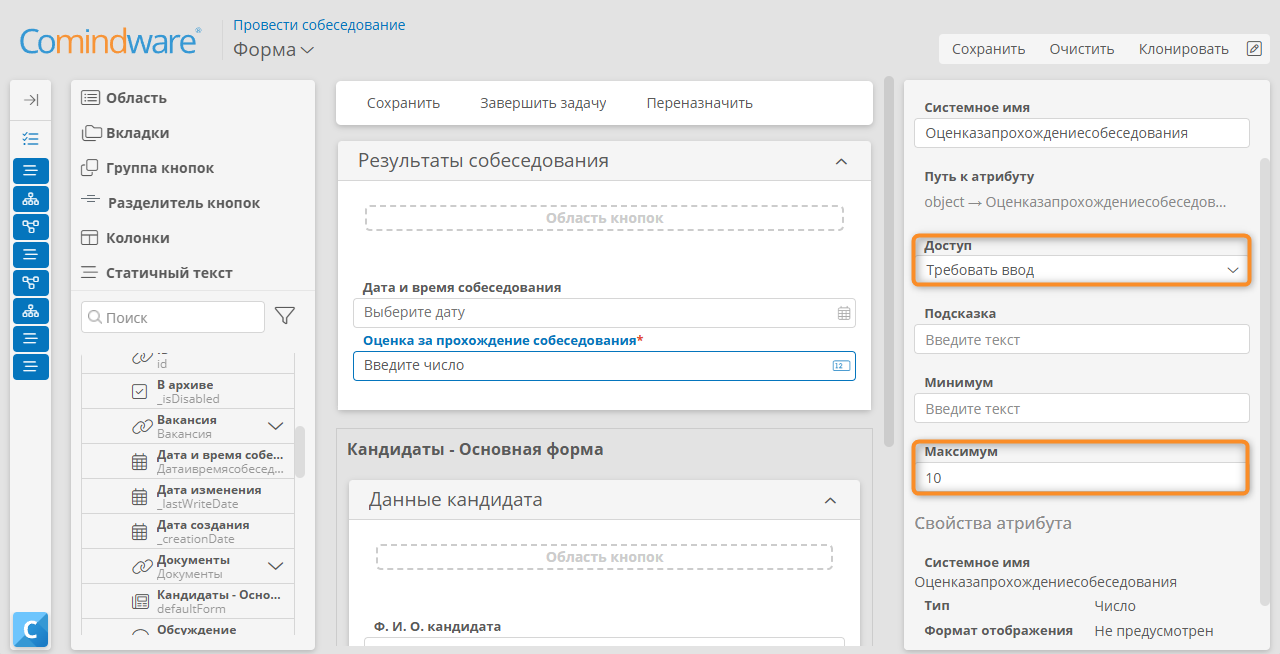 Comindware®
Провести собеседование
Форма
Сохранить Очистить Клонировать
Область
Вкладки
Группа кнопок
Разделитель кнопок
Колонки
Статичный текст
Поиск
id
В архиве
_isDisabled
Вакансия
Вакансия
Дата и время собе...
Датаивремясобесед...
Дата изменения
_lastWriteDate
Дата создания
_creationDate
Документы
Документы
Кандидаты - Осно...
defaultForm
Обсуждение
C
Сохранить Завершить задачу Переназначить
Результаты собеседования
Область кнопок
Дата и время собеседования
Выберите дату
Оценка за прохождение собеседования*
Введите число
12
Кандидаты - Основная форма
Данные кандидата
Область кнопок
Ф. И. О. кандидата
Системное имя
Оценказапрохождениесобеседования
Путь к атрибуту
object → Оценказапрохождениесобеседов...
Доступ
Требовать ввод
Подсказка
Введите текст
Минимум
Введите текст
Максимум
10
Свойства атрибута
Системное имя
Оценказапрохождениесобеседования
Тип Число
Формат отображения Не предусмотрен